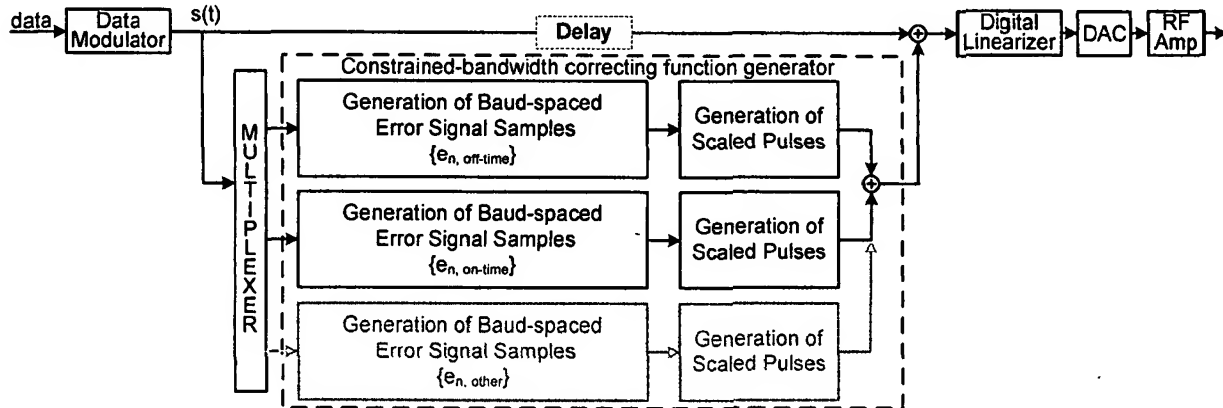 data
Data
Modulator
s(t)
Delay
Digital
Linearizer
DAC
RF
Amp
Constrained-bandwidth correcting function generator
MULTIPLEXER
Generation of Baud-spaced
Error Signal Samples
{en, off-time}
Generation of
Scaled Pulses
Generation of Baud-spaced
Error Signal Samples
{en, on-time}
Generation of
Scaled Pulses
Generation of Baud-spaced
Error Signal Samples
{en, other}
Generation of
Scaled Pulses